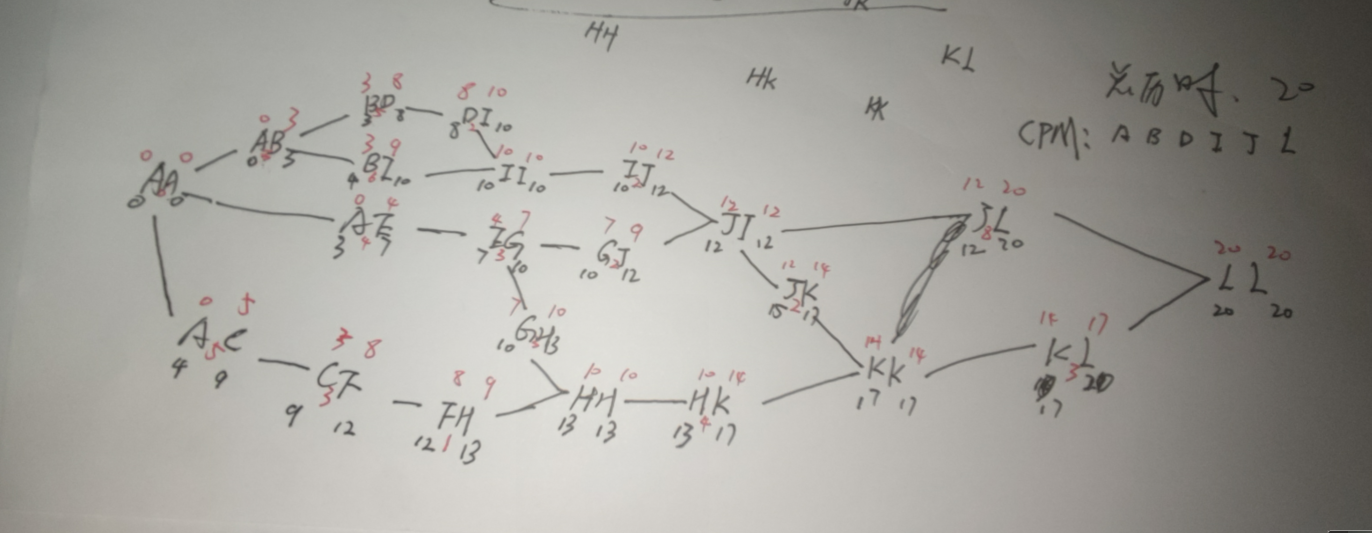 HH
HK
KL
KK
总历时、20
CPM: A B D I J L
3 8
BD
3 8
8 10
DI
8 2 10
0 3
AB
0 3
3 9
BI
4 6 10
10 10
II
10 10
10 12
IJ
10 2 12
0 0
AA
0 0
0 4
AE
3 4 7
4 7
EG
7 3 10
7 9
GJ
10 2 12
12 12
JJ
12 12
12 20
JL
12 8 20
12 14
JK
15 2 17
20 20
LL
20 20
0 5
AC
4 5 9
3 8
CF
9 3 12
7 10
GH
10 3 13
8 9
FH
12 1 13
10 10
HH
13 13
10 14
HK
13 4 17
14 14
KK
17 17
14 17
KL
17 3 20